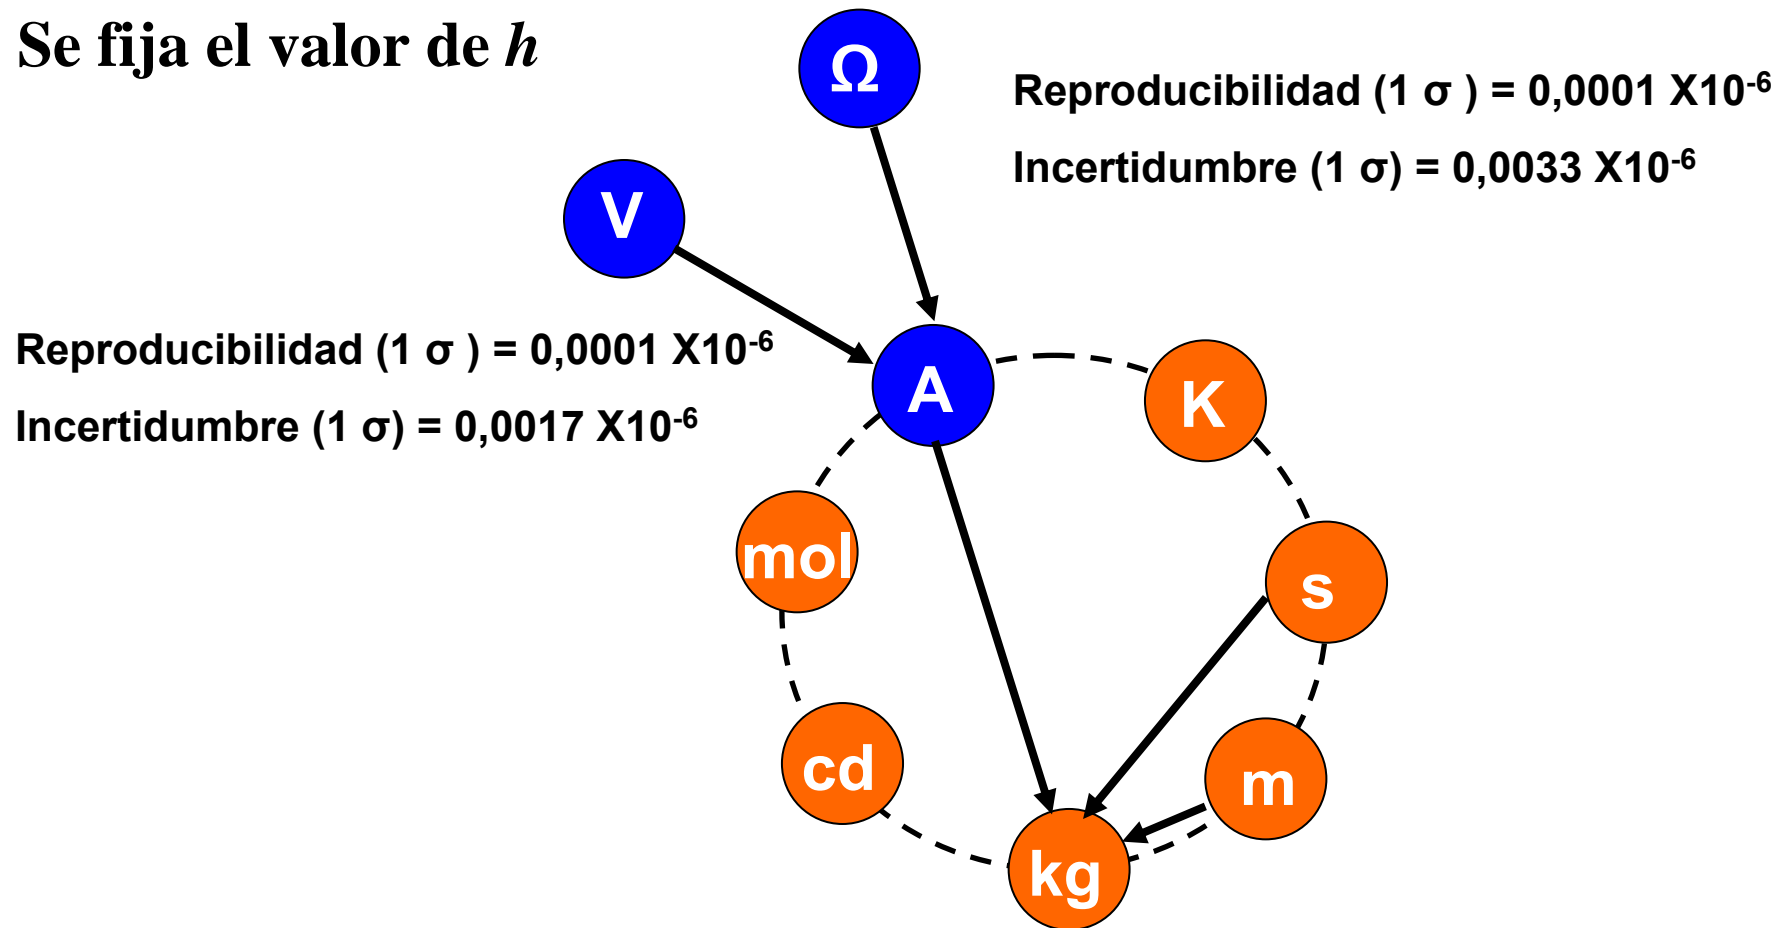 Se fija el valor de h
Ω
Reproducibilidad (1 σ ) = 0,0001 X10-6
Incertidumbre (1 σ) = 0,0033 X10-6
V
Reproducibilidad (1 σ ) = 0,0001 X10-6
Incertidumbre (1 σ) = 0,0017 X10-6
A
K
mol
s
cd
m
kg